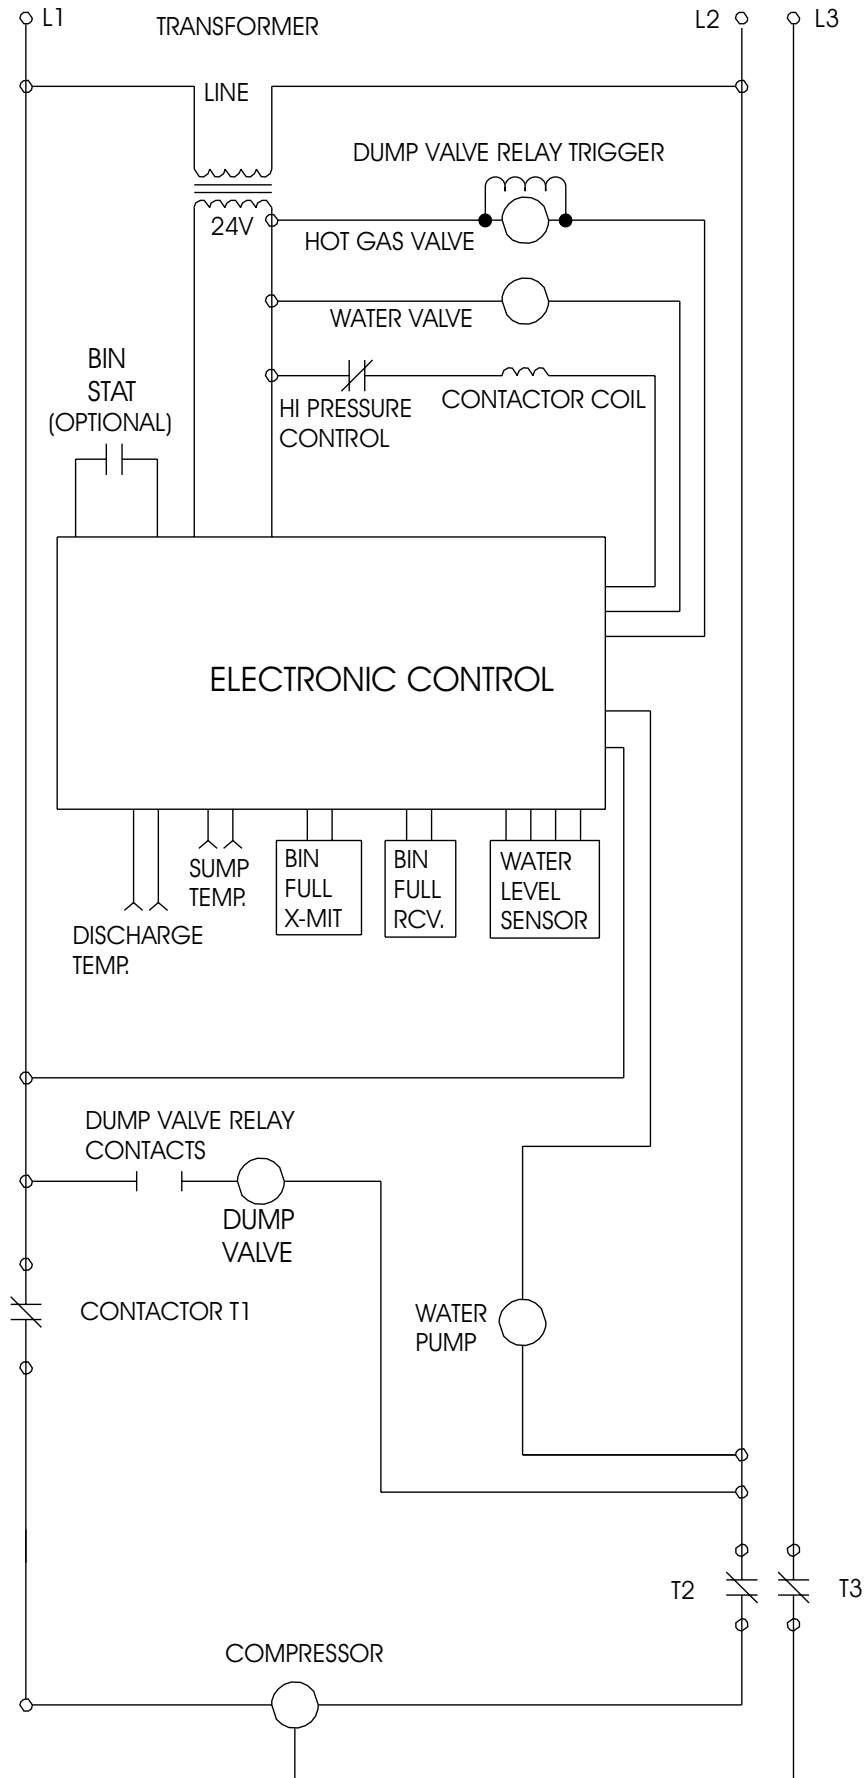 L1
TRANSFORMER
L2
L3
LINE
DUMP VALVE RELAY TRIGGER
24V
HOT GAS VALVE
WATER VALVE
BIN
STAT
(OPTIONAL)
HI PRESSURE
CONTROL
CONTACTOR COIL
ELECTRONIC CONTROL
SUMP
TEMP.
BIN
FULL
X-MIT
BIN
FULL
RCV.
WATER
LEVEL
SENSOR
DISCHARGE
TEMP.
DUMP VALVE RELAY
CONTACTS
DUMP
VALVE
CONTACTOR T1
WATER
PUMP
T2
T3
COMPRESSOR